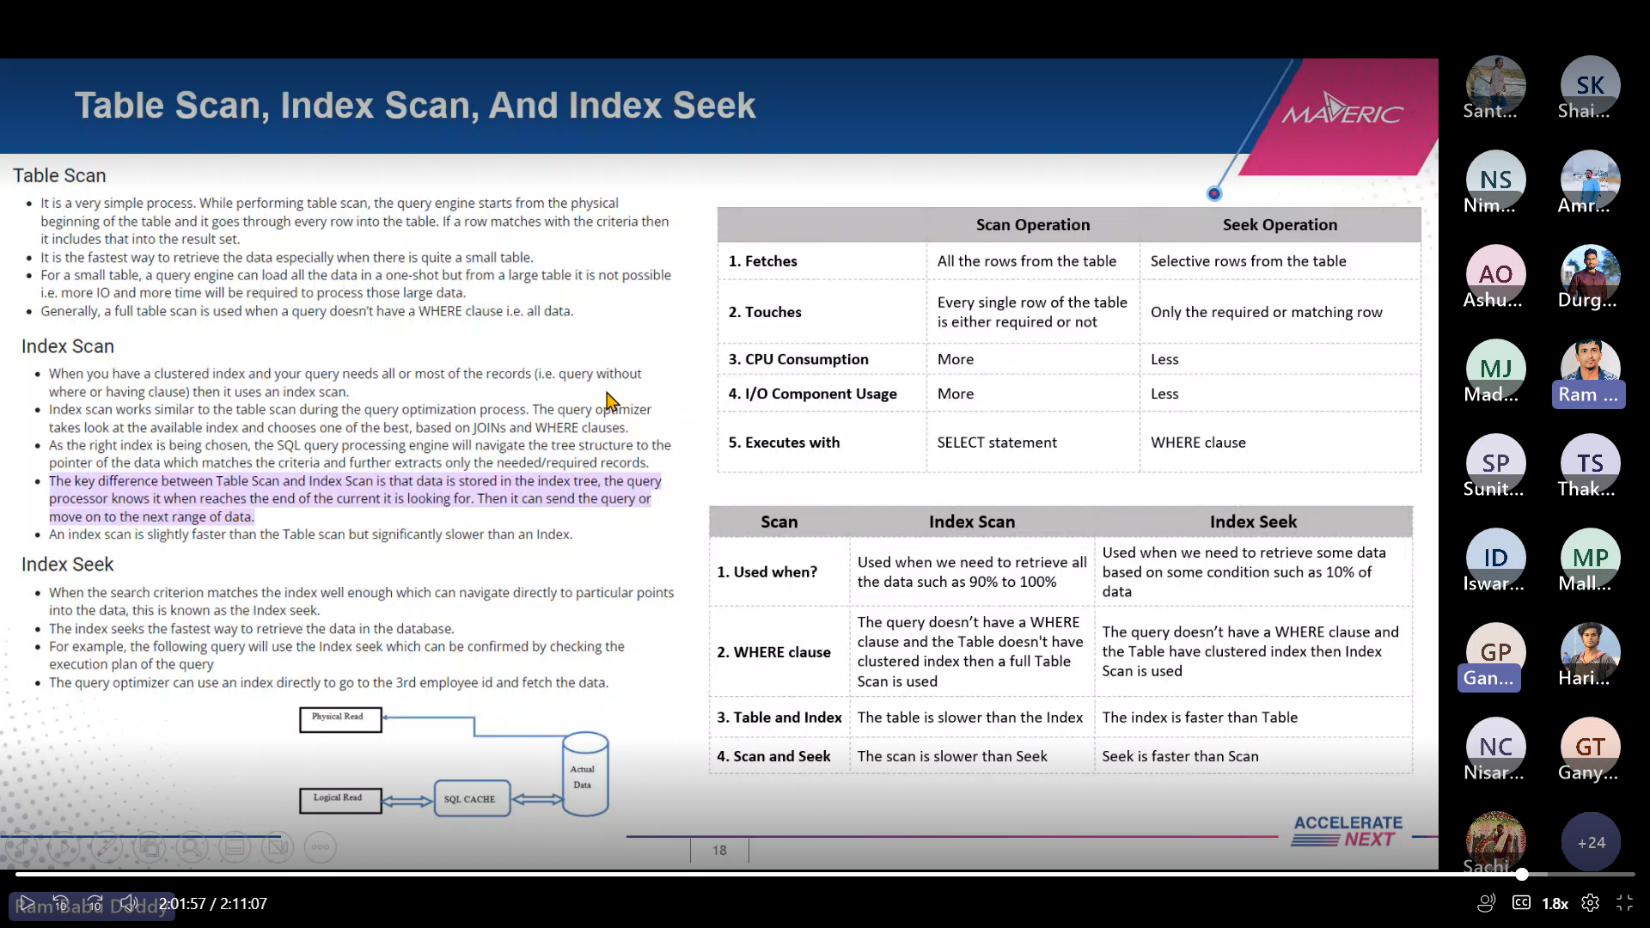 Table Scan, Index Scan, And Index Seek
MAVERIC
Table Scan
It is a very simple process. While performing table scan, the query engine starts from the physical
beginning of the table and it goes through every row into the table. If a row matches with the criteria then
it includes that into the result set.
It is the fastest way to retrieve the data especially when there is quite a small table.
For a small table, a query engine can load all the data in a one-shot but from a large table it is not possible
i.e. more IO and more time will be required to process those large data.
Generally, a full table scan is used when a query doesn't have a WHERE clause i.e. all data.
Index Scan
When you have a clustered index and your query needs all or most of the records (i.e. query without
where or having clause) then it uses an index scan.
Index scan works similar to the table scan during the query optimization process. The query optimizer
takes look at the available index and chooses one of the best, based on JOINs and WHERE clauses.
As the right index is being chosen, the SQL query processing engine will navigate the tree structure to the
pointer of the data which matches the criteria and further extracts only the needed/required records.
The key difference between Table Scan and Index Scan is that data is stored in the index tree, the query
processor knows it when reaches the end of the current it is looking for. Then it can send the query or
move on to the next range of data.
An index scan is slightly faster than the Table scan but significantly slower than an Index.
Index Seek
When the search criterion matches the index well enough which can navigate directly to particular points
into the data, this is known as the Index seek.
The index seeks the fastest way to retrieve the data in the database.
For example, the following query will use the Index seek which can be confirmed by checking the
execution plan of the query
The query optimizer can use an index directly to go to the 3rd employee id and fetch the data.
Physical Read
Logical Read
SQL CACHE
Actual
Data
Scan Operation Seek Operation
1. Fetches All the rows from the table Selective rows from the table
2. Touches Every single row of the table
is either required or not Only the required or matching row
3. CPU Consumption More Less
4. I/O Component Usage More Less
5. Executes with SELECT statement WHERE clause
Scan Index Scan Index Seek
1. Used when? Used when we need to retrieve all
the data such as 90% to 100%
Used when we need to retrieve some data
based on some condition such as 10% of
data
2. WHERE clause
The query doesn't have a WHERE
clause and the Table doesn't have
clustered index then a full Table
Scan is used
The query doesn't have a WHERE clause and
the Table have clustered index then Index
Scan is used
3. Table and Index The table is slower than the Index The index is faster than Table
4. Scan and Seek The scan is slower than Seek Seek is faster than Scan
18
ACCELERATE
NEXT
Sant...
SK
Shai...
NS
Nim...
Amr...
AO
Ashu...
Durg...
MJ
Mad...
Ram ...
SP
Sunit...
TS
Thak...
ID
Iswar...
MP
Mall...
GP
Gan...
Hari...
NC
Nisar...
GT
Gany...
Sachi...
+24
Ram Babu Doddy
10
10
2:01:57 / 2:11:07
CC
1.8x